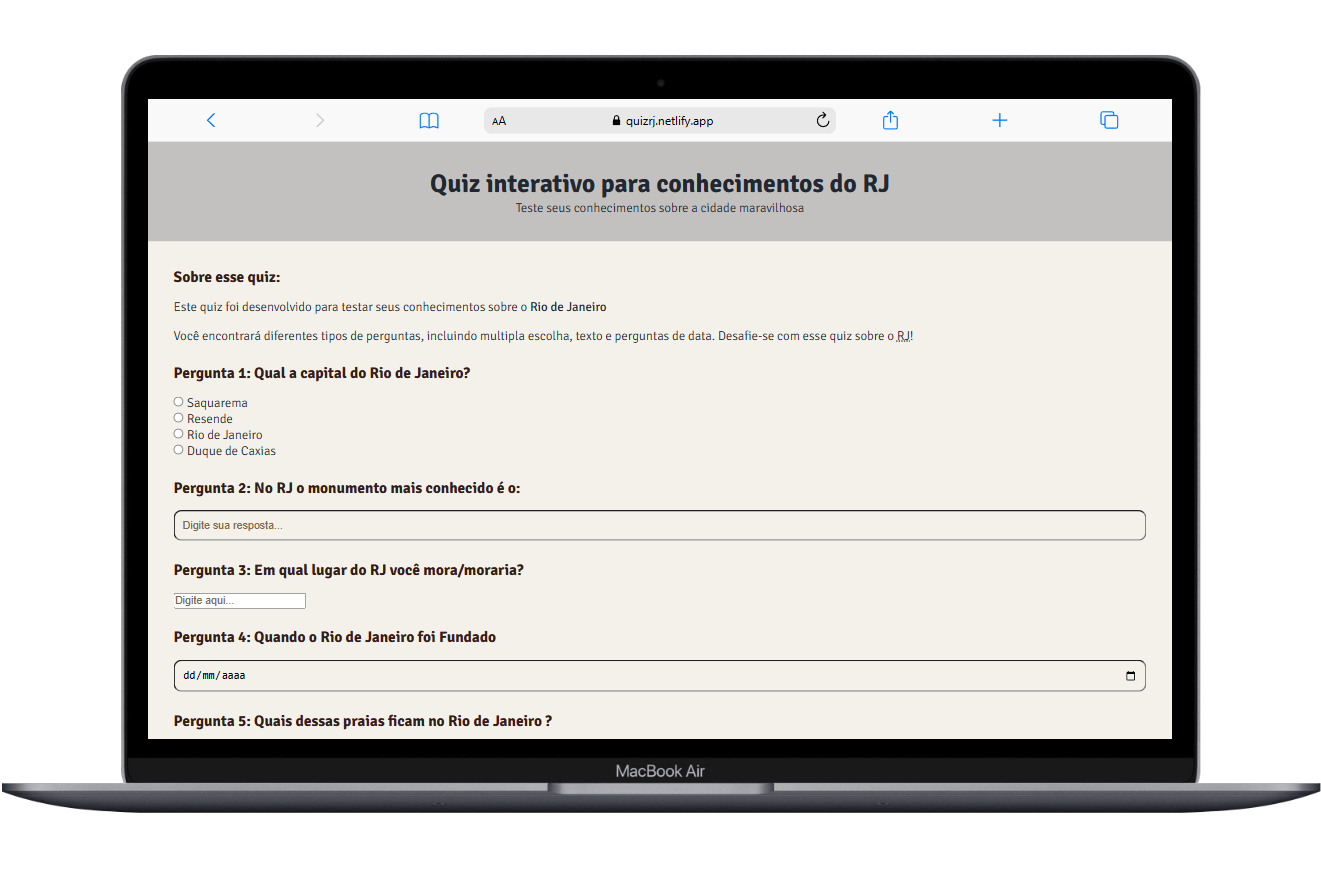 AA quizrj.netlify.app
Quiz interativo para conhecimentos do RJ
Teste seus conhecimentos sobre a cidade maravilhosa
Sobre esse quiz:
Este quiz foi desenvolvido para testar seus conhecimentos sobre o Rio de Janeiro
Você encontrará diferentes tipos de perguntas, incluindo multipla escolha, texto e perguntas de data. Desafie-se com esse quiz sobre o RJ!
Pergunta 1: Qual a capital do Rio de Janeiro?
Saquarema
Resende
Rio de Janeiro
Duque de Caxias
Pergunta 2: No RJ o monumento mais conhecido é o:
Digite sua resposta...
Pergunta 3: Em qual lugar do RJ você mora/moraria?
Digite aqui...
Pergunta 4: Quando o Rio de Janeiro foi Fundado
dd/mm/aaaa
Pergunta 5: Quais dessas praias ficam no Rio de Janeiro ?
MacBook Air